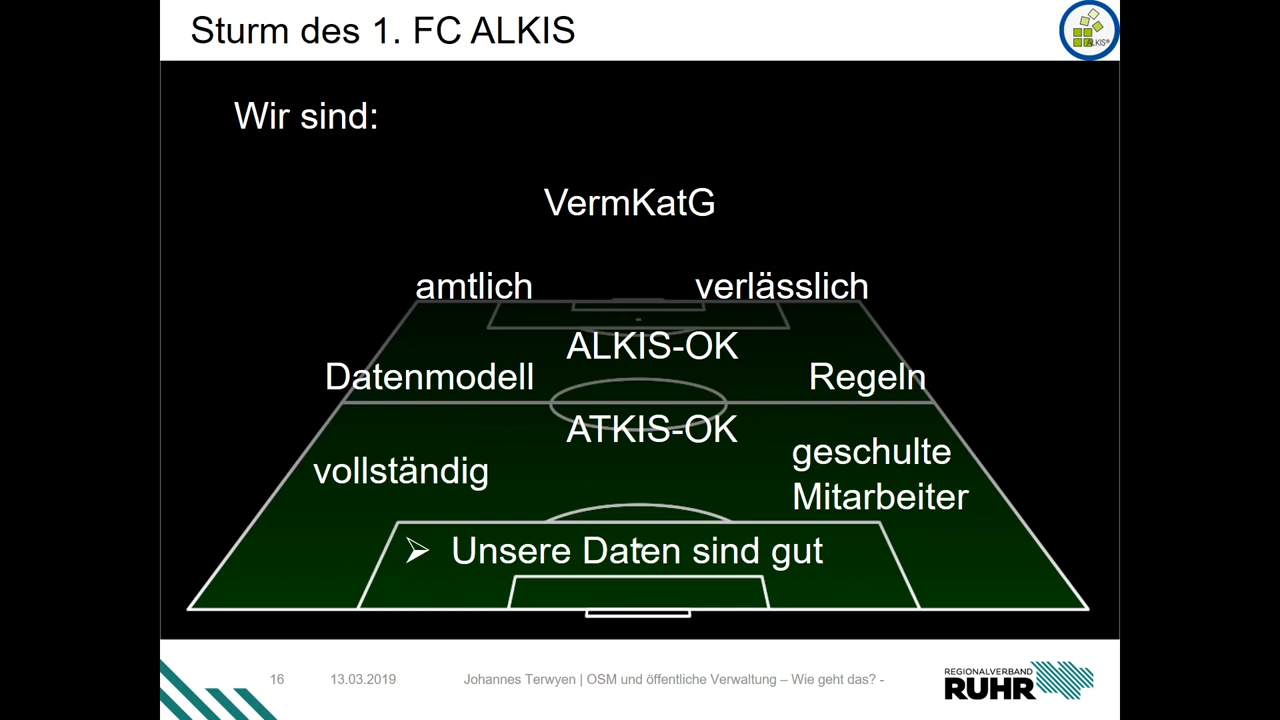 Sturm des 1. FC ALKIS
ALKIS®
Wir sind:
VermKatG
amtlich
verlässlich
ALKIS-OK
Datenmodell
Regeln
ATKIS-OK
vollständig
geschulte
Mitarbeiter
➢ Unsere Daten sind gut
16
13.03.2019
Johannes Terwyen | OSM und öffentliche Verwaltung – Wie geht das? -
REGIONALVERBAND
RUHR